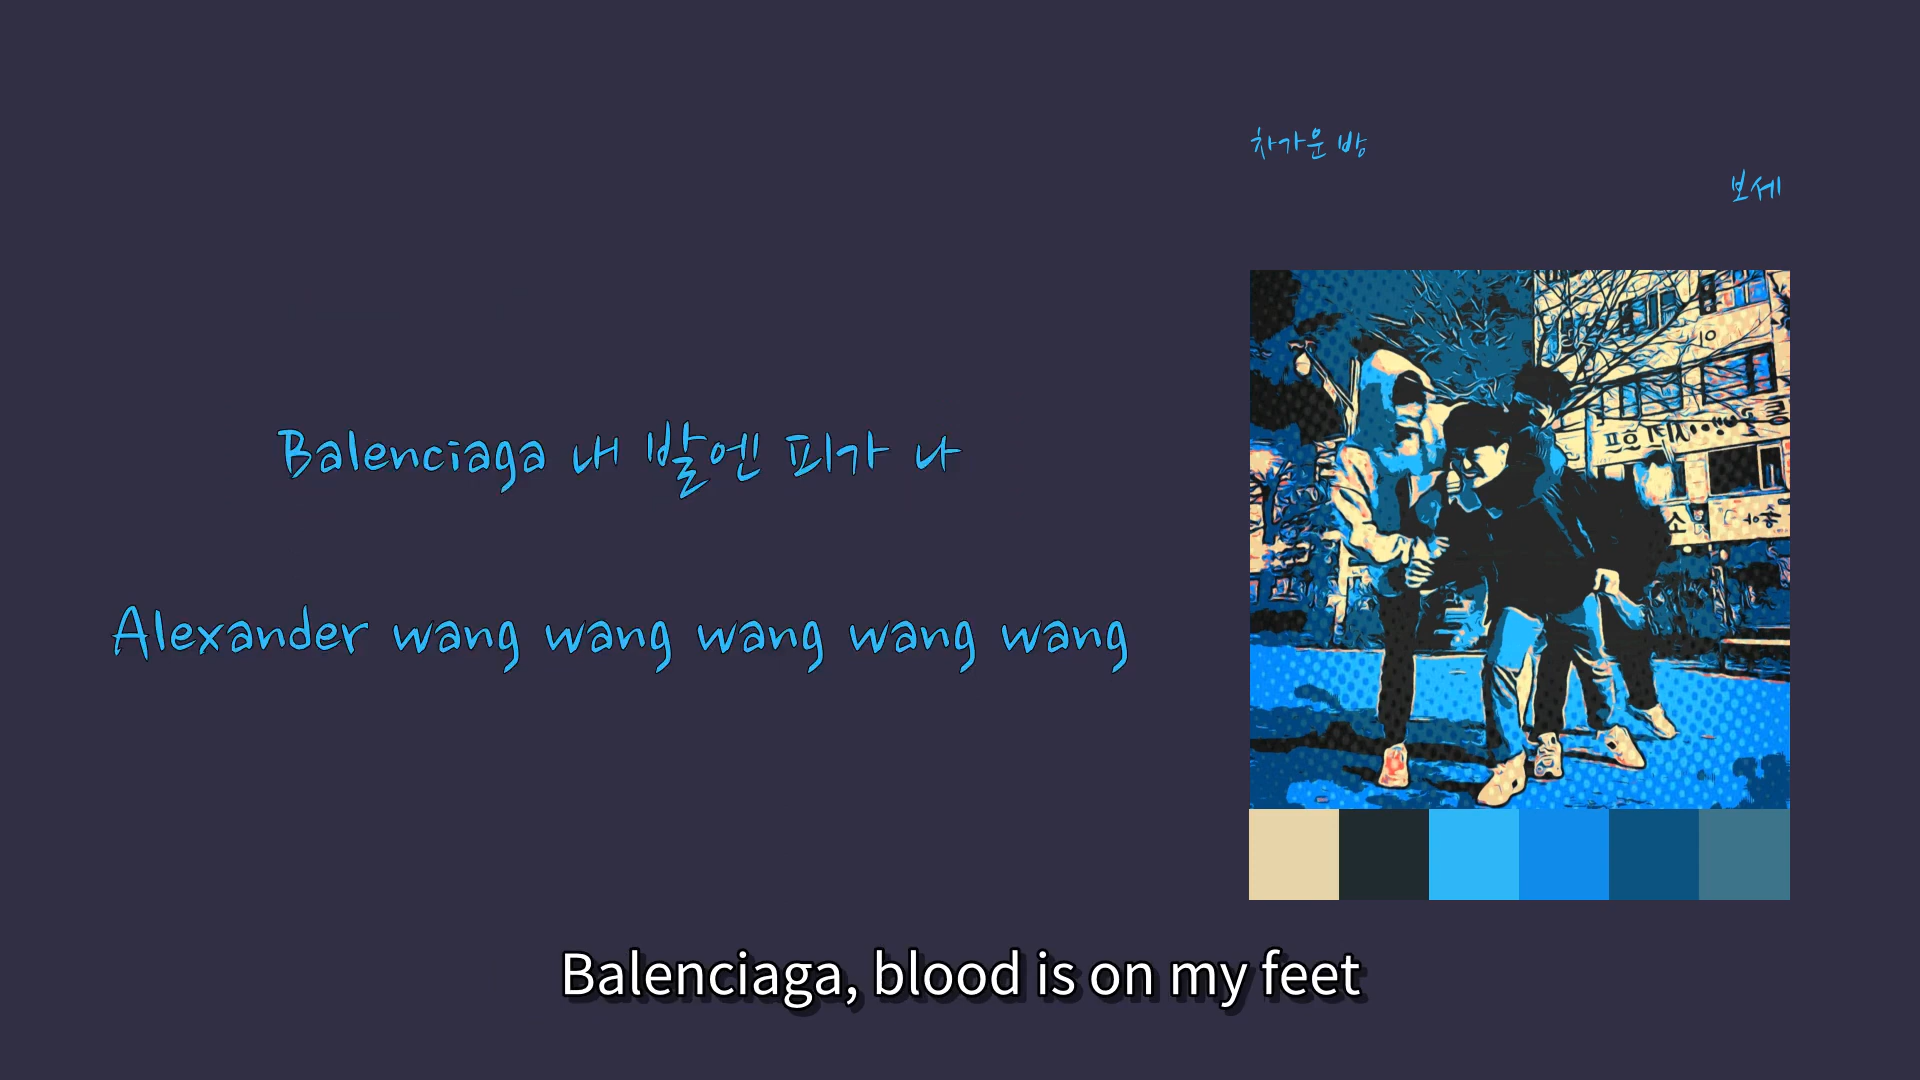 차가운 밤
보세
Balenciaga 내 발엔 피가 나
Alexander wang wang wang wang wang
Balenciaga, blood is on my feet